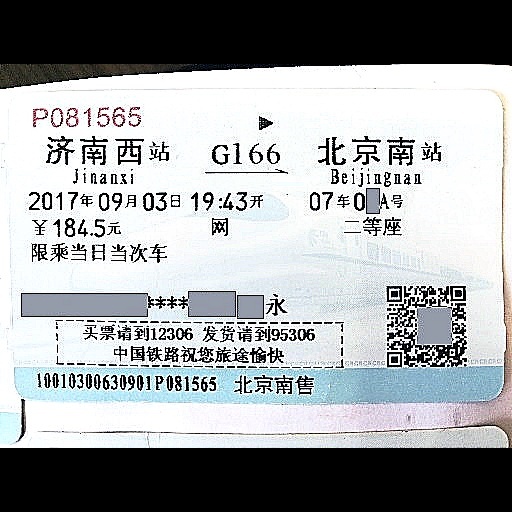 P081565
济南西站 G166 北京南站
Jinanxi Beijingnan
2017年09月03日 19:43开 07车0 A号
￥184.5元 网 二等座
限乘当日当次车
**** 永
买票请到12306 发货请到95306
中国铁路祝您旅途愉快
10010300630901P081565 北京南售